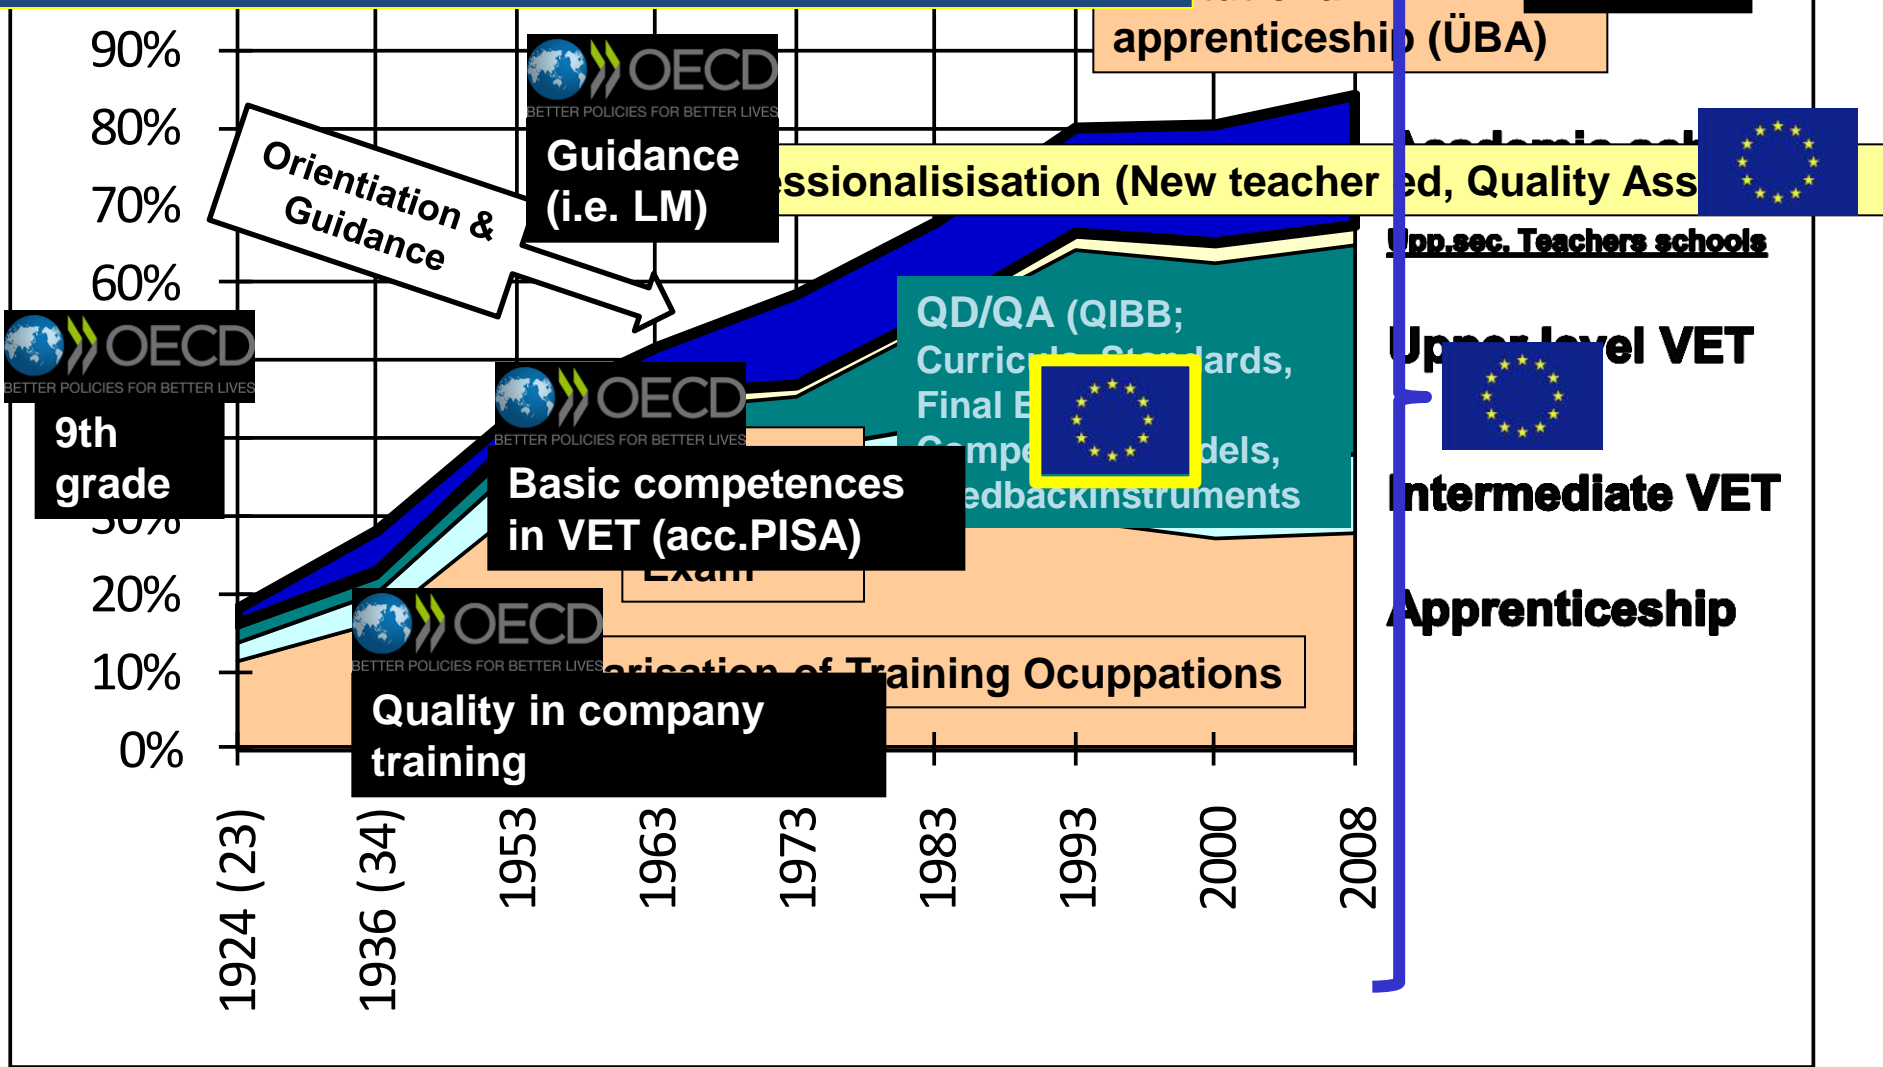 apprenticeship (ÜBA)
90%
80%
70%
60%
30%
20%
10%
0%
OECD
BETTER POLICIES FOR BETTER LIVES
Guidance
(i.e. LM)
Orientiation &
Guidance
essionalisisation (New teacher ed, Quality Ass
Upp.sec. Teachers schools
OECD
BETTER POLICIES FOR BETTER LIVES
9th
grade
QD/QA (QIBB;
Standards,
Final
dels,
edbackInstruments
Upper level VET
OECD
BETTER POLICIES FOR BETTER LIVES
Basic competences
in VET (acc.PISA)
Exam
Intermediate VET
Apprenticeship
OECD
BETTER POLICIES FOR BETTER LIVES
arisation of Training Ocuppations
Quality in company
training
1924 (23)
1936 (34)
1953
1963
1973
1983
1993
2000
2008